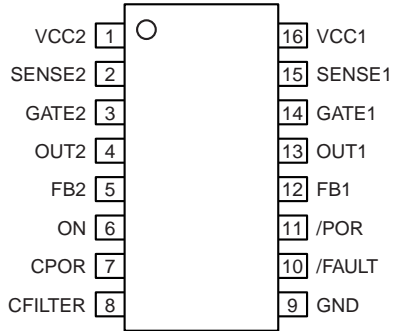 VCC2 1 16 VCC1
SENSE2 2 15 SENSE1
GATE2 3 14 GATE1
OUT2 4 13 OUT1
FB2 5 12 FB1
ON 6 11 /POR
CPOR 7 10 /FAULT
CFILTER 8 9 GND